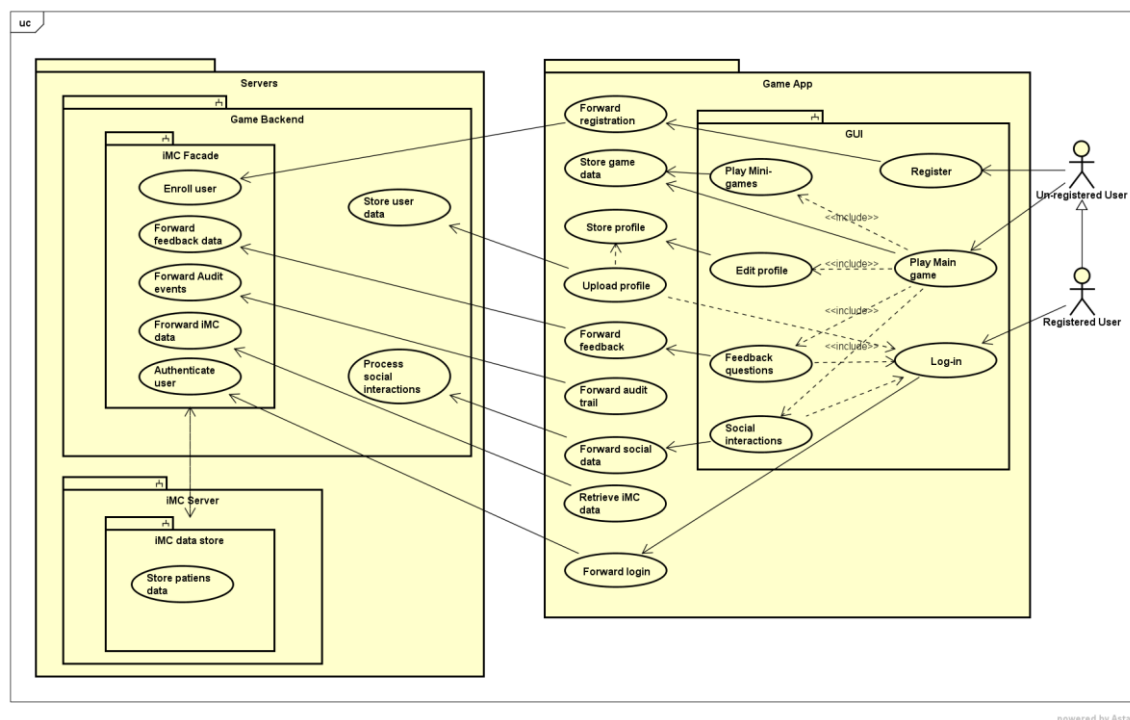 uc
Servers
Game Backend
iMC Facade
Enroll user
Forward
feedback data
Forward Audit
events
Frorward iMC
data
Authenticate
user
Store user
data
Process
social
interactions
iMC Server
iMC data store
Store patiens
data
Game App
Forward
registration
Store game
data
Store profile
Upload profile
Forward
feedback
Forward audit
trail
Forward social
data
Retrieve iMC
data
Forward login
GUI
Play Mini-
games
Register
<<include>>
Edit profile
<<include>>
Play Main
game
<<include>>
<<include>>
Feedback
questions
Log-in
Social
interactions
Un-registered User
Registered User
powered by Asta